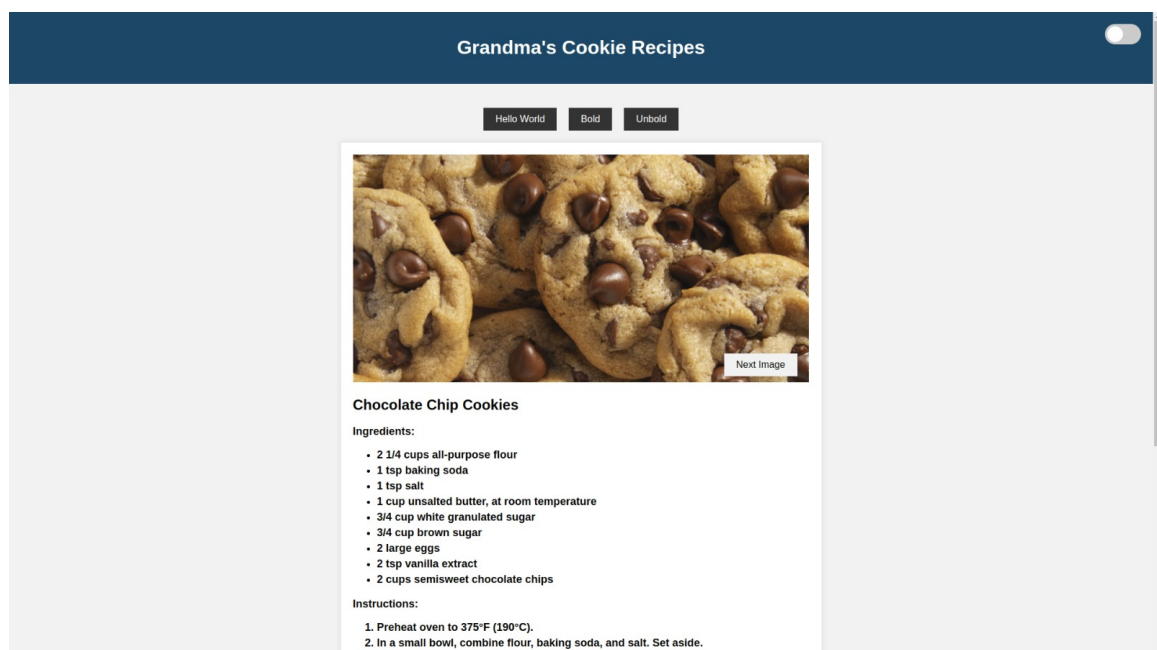 Grandma's Cookie Recipes
Hello World Bold Unbold
Next Image
Chocolate Chip Cookies
Ingredients:
• 2 1/4 cups all-purpose flour
• 1 tsp baking soda
• 1 tsp salt
• 1 cup unsalted butter, at room temperature
• 3/4 cup white granulated sugar
• 3/4 cup brown sugar
• 2 large eggs
• 2 tsp vanilla extract
• 2 cups semisweet chocolate chips
Instructions:
1. Preheat oven to 375°F (190°C).
2. In a small bowl, combine flour, baking soda, and salt. Set aside.